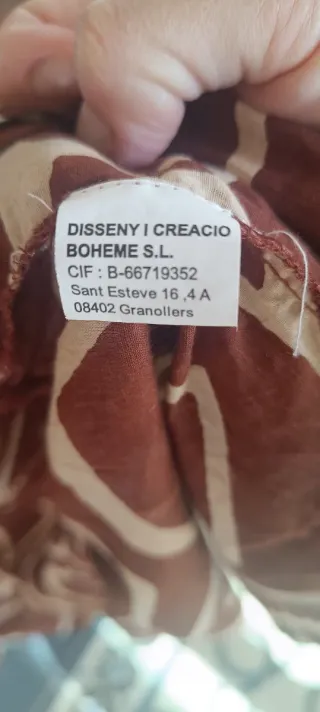 DISSENY I CREACIO
BOHEME S.L.
CIF : B-66719352
Sant Esteve 16 ,4 A
08402 Granollers